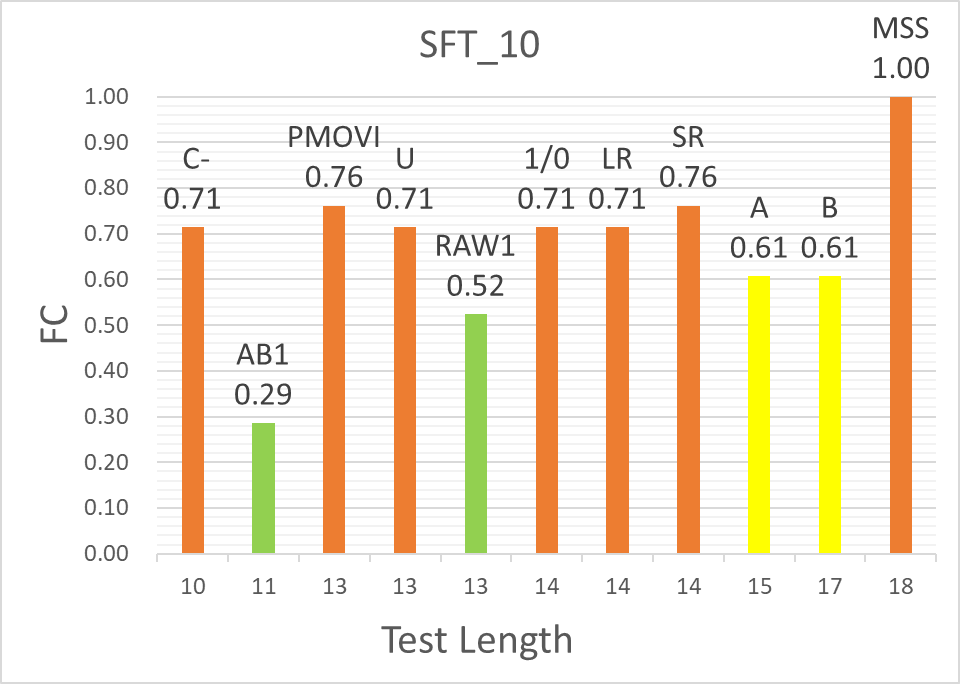 SFT_10
MSS
1.00
C-
0.71
AB1
0.29
PMOVI
0.76
U
0.71
RAW1
0.52
1/0
0.71
LR
0.71
SR
0.76
A
0.61
B
0.61
1.00
0.90
0.80
0.70
0.60
0.50
0.40
0.30
0.20
0.10
0.00
FC
10 11 13 13 13 14 14 14 15 17 18
Test Length